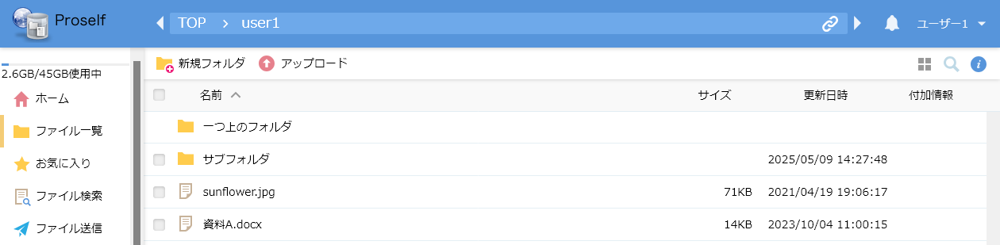 Proself
TOP > user1
ユーザー1
2.6GB/45GB使用中
ホーム
ファイル一覧
お気に入り
ファイル検索
ファイル送信
新規フォルダ アップロード
名前 サイズ 更新日時 付加情報
一つ上のフォルダ
サブフォルダ 2025/05/09 14:27:48
sunflower.jpg 71KB 2021/04/19 19:06:17
資料A.docx 14KB 2023/10/04 11:00:15